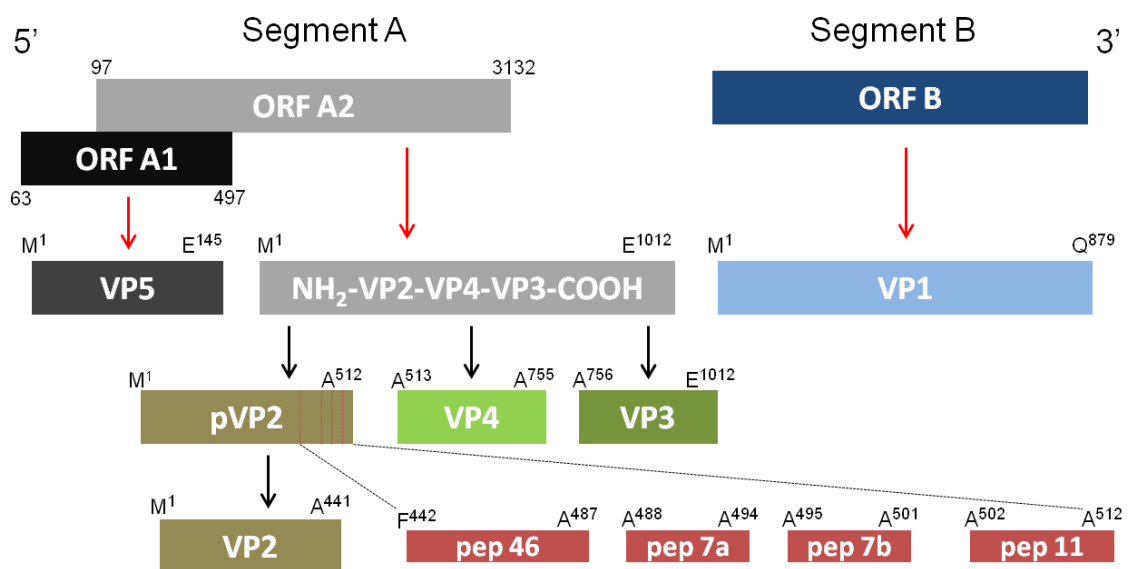 5’ Segment A Segment B 3’
97 3132
ORF A2 ORF B
ORF A1
63 497
M¹ E¹⁴⁵ M¹ E¹⁰¹² M¹ Q⁸⁷⁹
VP5 NH₂-VP2-VP4-VP3-COOH VP1
M¹ A⁵¹² A⁵¹³ A⁷⁵⁵ A⁷⁵⁶ E¹⁰¹²
pVP2 VP4 VP3
M¹ A⁴⁴¹ F⁴⁴² A⁴⁸⁷ A⁴⁸⁸ A⁴⁹⁴ A⁴⁹⁵ A⁵⁰¹ A⁵⁰² A⁵¹²
VP2 pep 46 pep 7a pep 7b pep 11